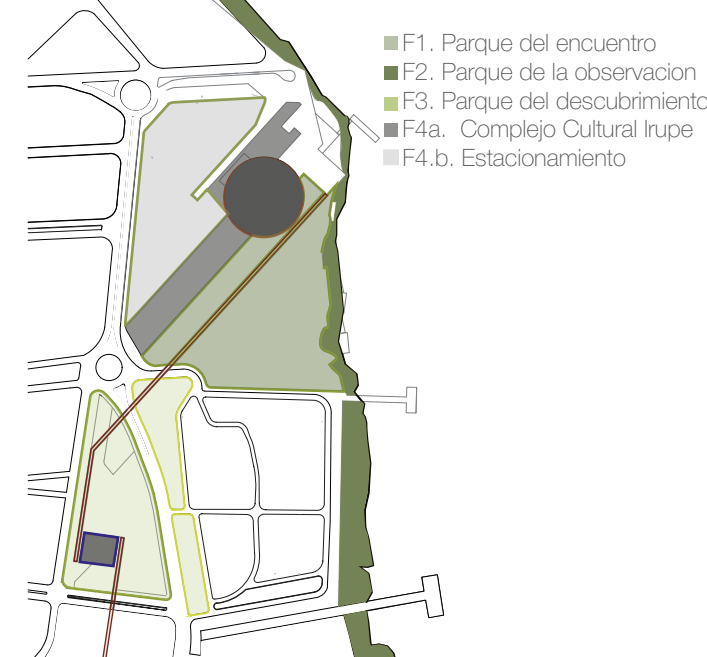 F1. Parque del encuentro
F2. Parque de la observacion
F3. Parque del descubrimiento
F4a. Complejo Cultural Irupe
F4.b. Estacionamiento